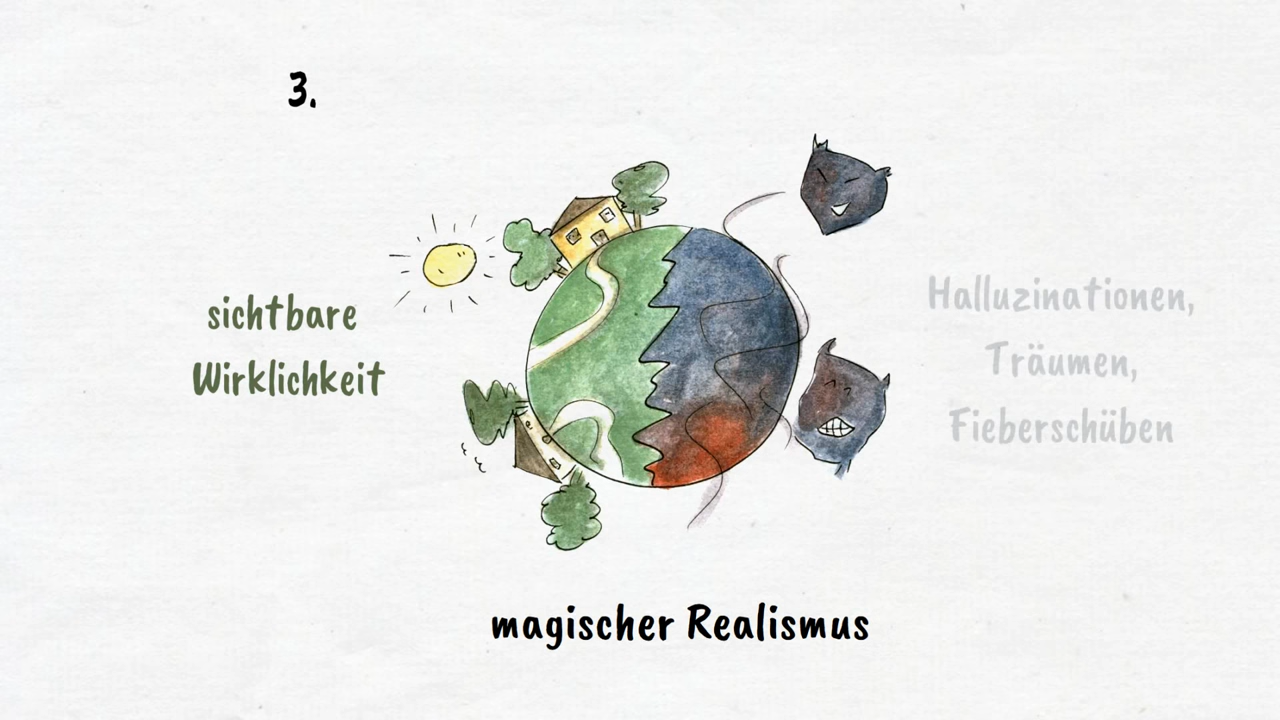 3.
sichtbare
Wirklichkeit
Halluzinationen,
Träumen,
Fieberschüben
magischer Realismus